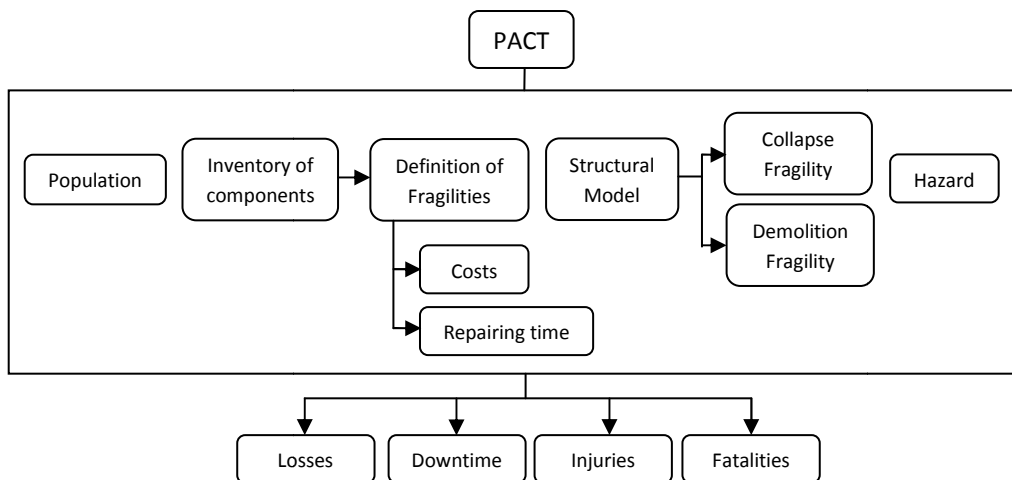 PACT
Population
Inventory of
components
Definition of
Fragilities
Costs
Repairing time
Structural
Model
Collapse
Fragility
Demolition
Fragility
Hazard
Losses
Downtime
Injuries
Fatalities